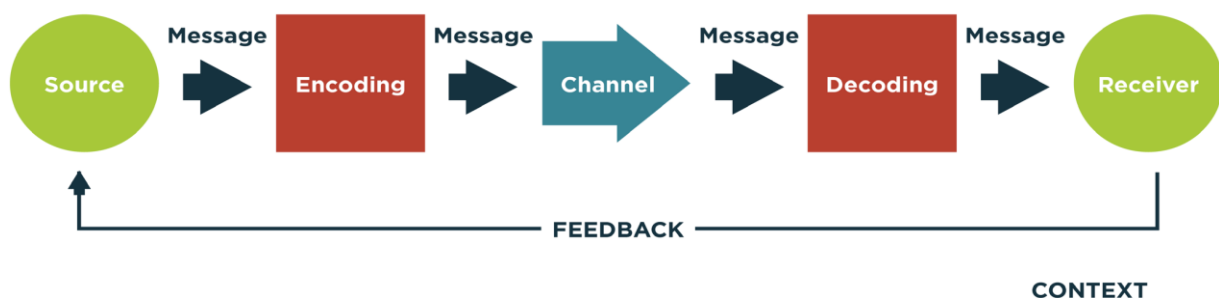 Message Message Message Message
Source Encoding Channel Decoding Receiver
FEEDBACK
CONTEXT